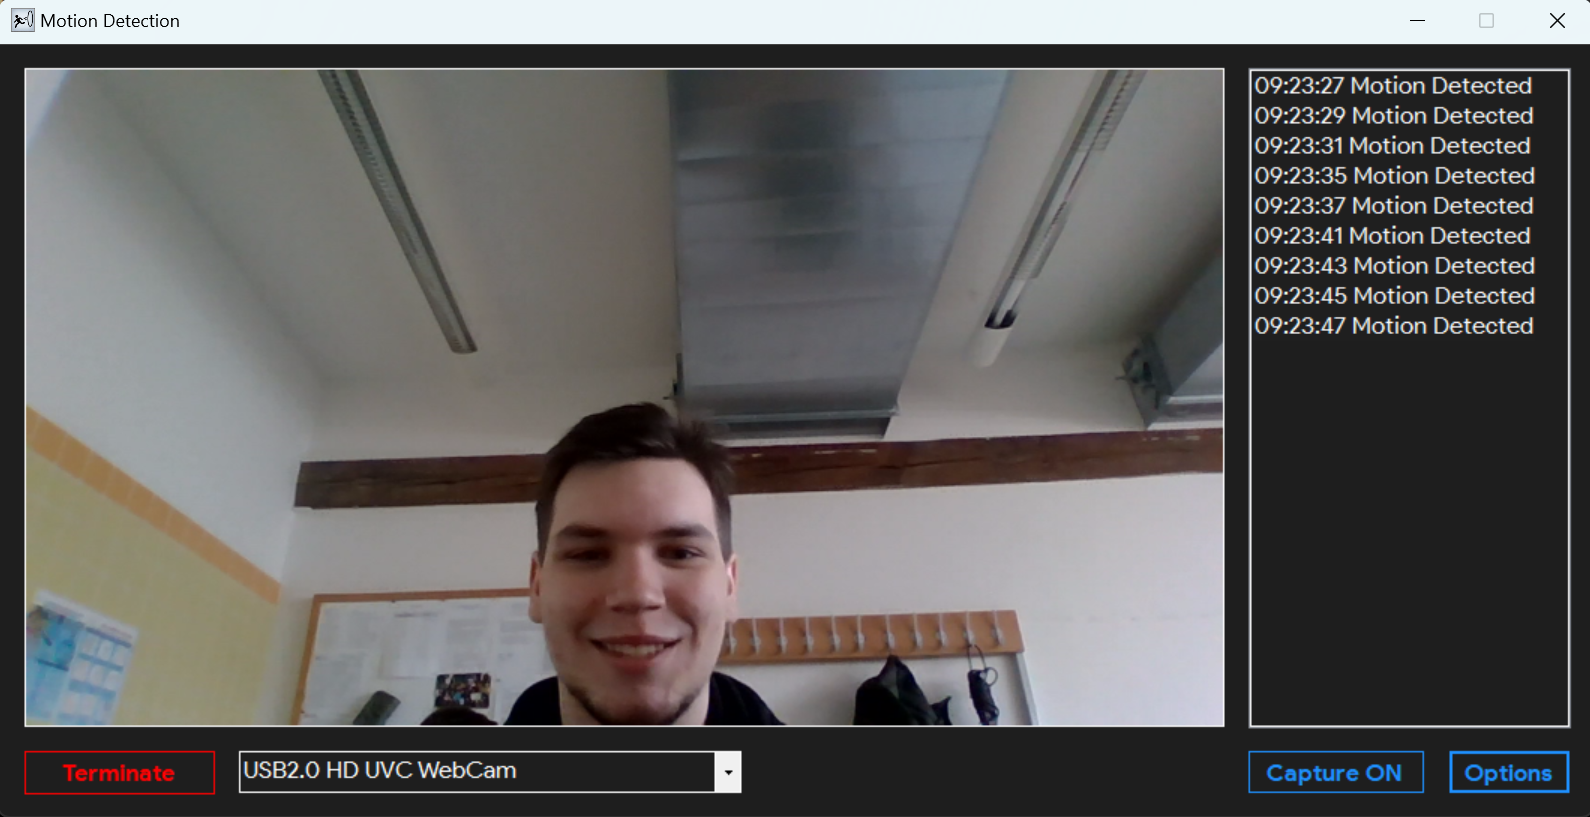 Motion Detection
09:23:27 Motion Detected
09:23:29 Motion Detected
09:23:31 Motion Detected
09:23:35 Motion Detected
09:23:37 Motion Detected
09:23:41 Motion Detected
09:23:43 Motion Detected
09:23:45 Motion Detected
09:23:47 Motion Detected
Terminate
USB2.0 HD UVC WebCam
Capture ON
Options